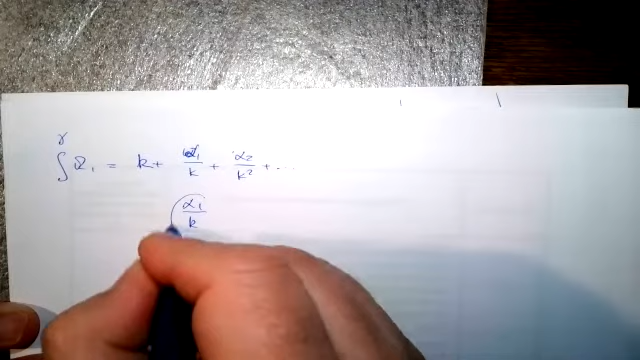 ∫^γ Ω₁ = k + α₁/k + α₂/k² + ...
(α₁/k